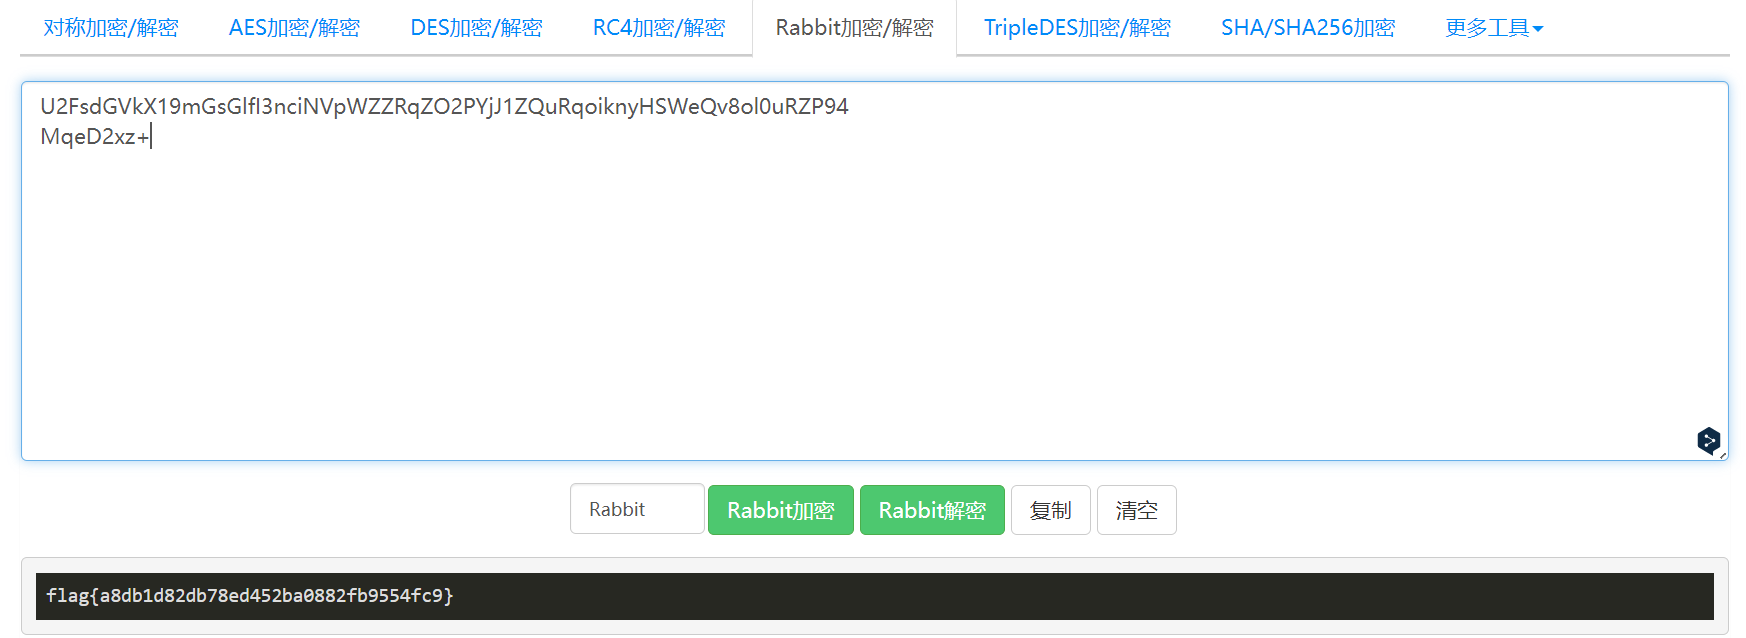 对称加密/解密 AES加密/解密 DES加密/解密 RC4加密/解密 Rabbit加密/解密 TripleDES加密/解密 SHA/SHA256加密 更多工具
U2FsdGVkX19mGsGlfI3nciNVpWZZRqZO2PYjJ1ZQuRqoiknyHSWeQv8ol0uRZP94
MqeD2xz+
Rabbit Rabbit加密 Rabbit解密 复制 清空
flag{a8db1d82db78ed452ba0882fb9554fc9}